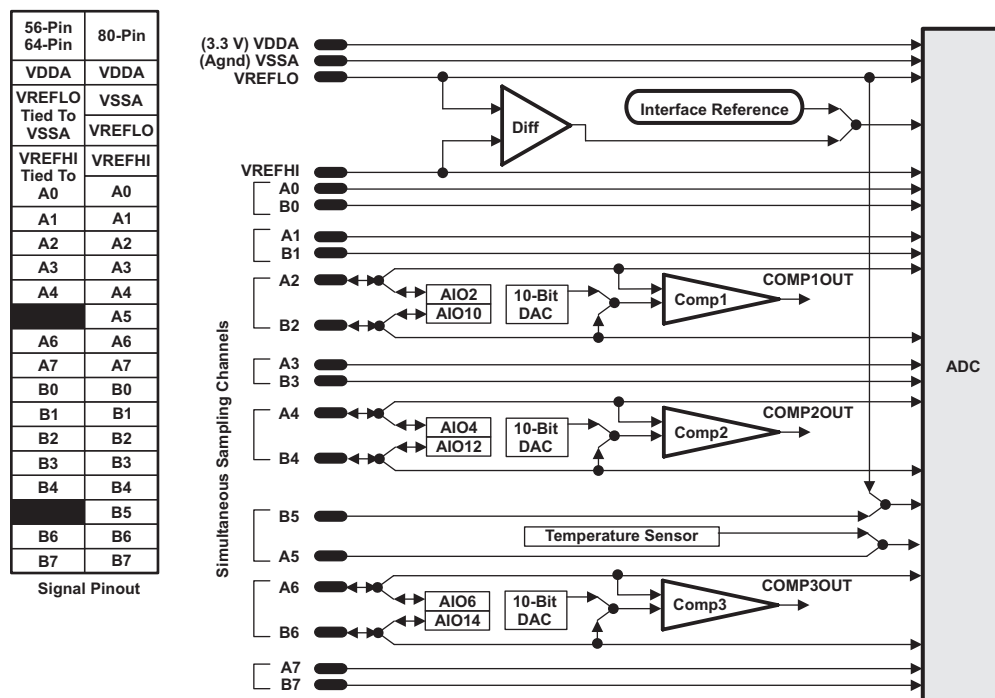 56-Pin
64-Pin
80-Pin
VDDA
VDDA
VREFLO
Tied To
VSSA
VSSA
VREFLO
VREFHI
Tied To
A0
VREFHI
A0
A1
A1
A2
A2
A3
A3
A4
A4
A5
A6
A6
A7
A7
B0
B0
B1
B1
B2
B2
B3
B3
B4
B4
B5
B6
B6
B7
B7
Signal Pinout
(3.3 V) VDDA
(Agnd) VSSA
VREFLO
Diff
Interface Reference
VREFHI
A0
B0
A1
B1
A2
AIO2
AIO10
10-Bit
DAC
Comp1
COMP1OUT
B2
Simultaneous Sampling Channels
A3
B3
ADC
A4
AIO4
AIO12
10-Bit
DAC
Comp2
COMP2OUT
B4
B5
Temperature Sensor
A5
A6
AIO6
AIO14
10-Bit
DAC
Comp3
COMP3OUT
B6
A7
B7